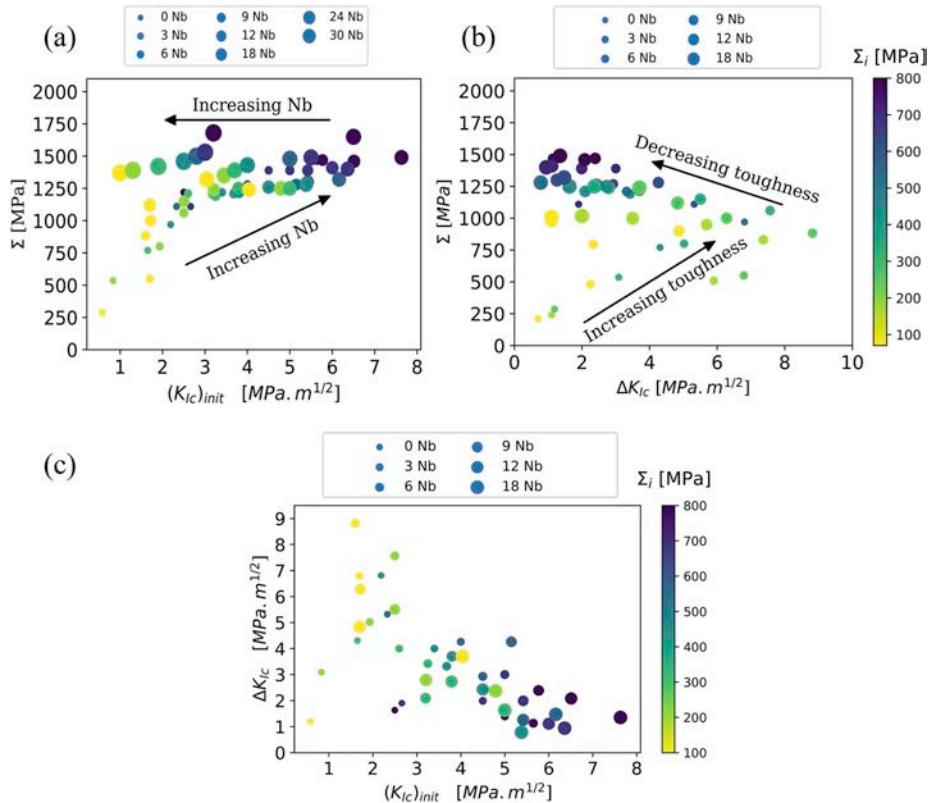 (a)
0 Nb 9 Nb 24 Nb
3 Nb 12 Nb 30 Nb
6 Nb 18 Nb
Σ [MPa]
2000
1750
1500
1250
1000
750
500
250
0
Increasing Nb
Increasing Nb
1 2 3 4 5 6 7 8
(K_Ic)_init [MPa.m^1/2]
(b)
0 Nb 9 Nb
3 Nb 12 Nb
6 Nb 18 Nb
Σ [MPa]
2000
1750
1500
1250
1000
750
500
250
0
Decreasing toughness
Increasing toughness
0 2 4 6 8 10
ΔK_Ic [MPa.m^1/2]
Σ_i [MPa]
800
700
600
500
400
300
200
100
(c)
0 Nb 9 Nb
3 Nb 12 Nb
6 Nb 18 Nb
ΔK_Ic [MPa.m^1/2]
9
8
7
6
5
4
3
2
1
0
1 2 3 4 5 6 7 8
(K_Ic)_init [MPa.m^1/2]
Σ_i [MPa]
800
700
600
500
400
300
200
100